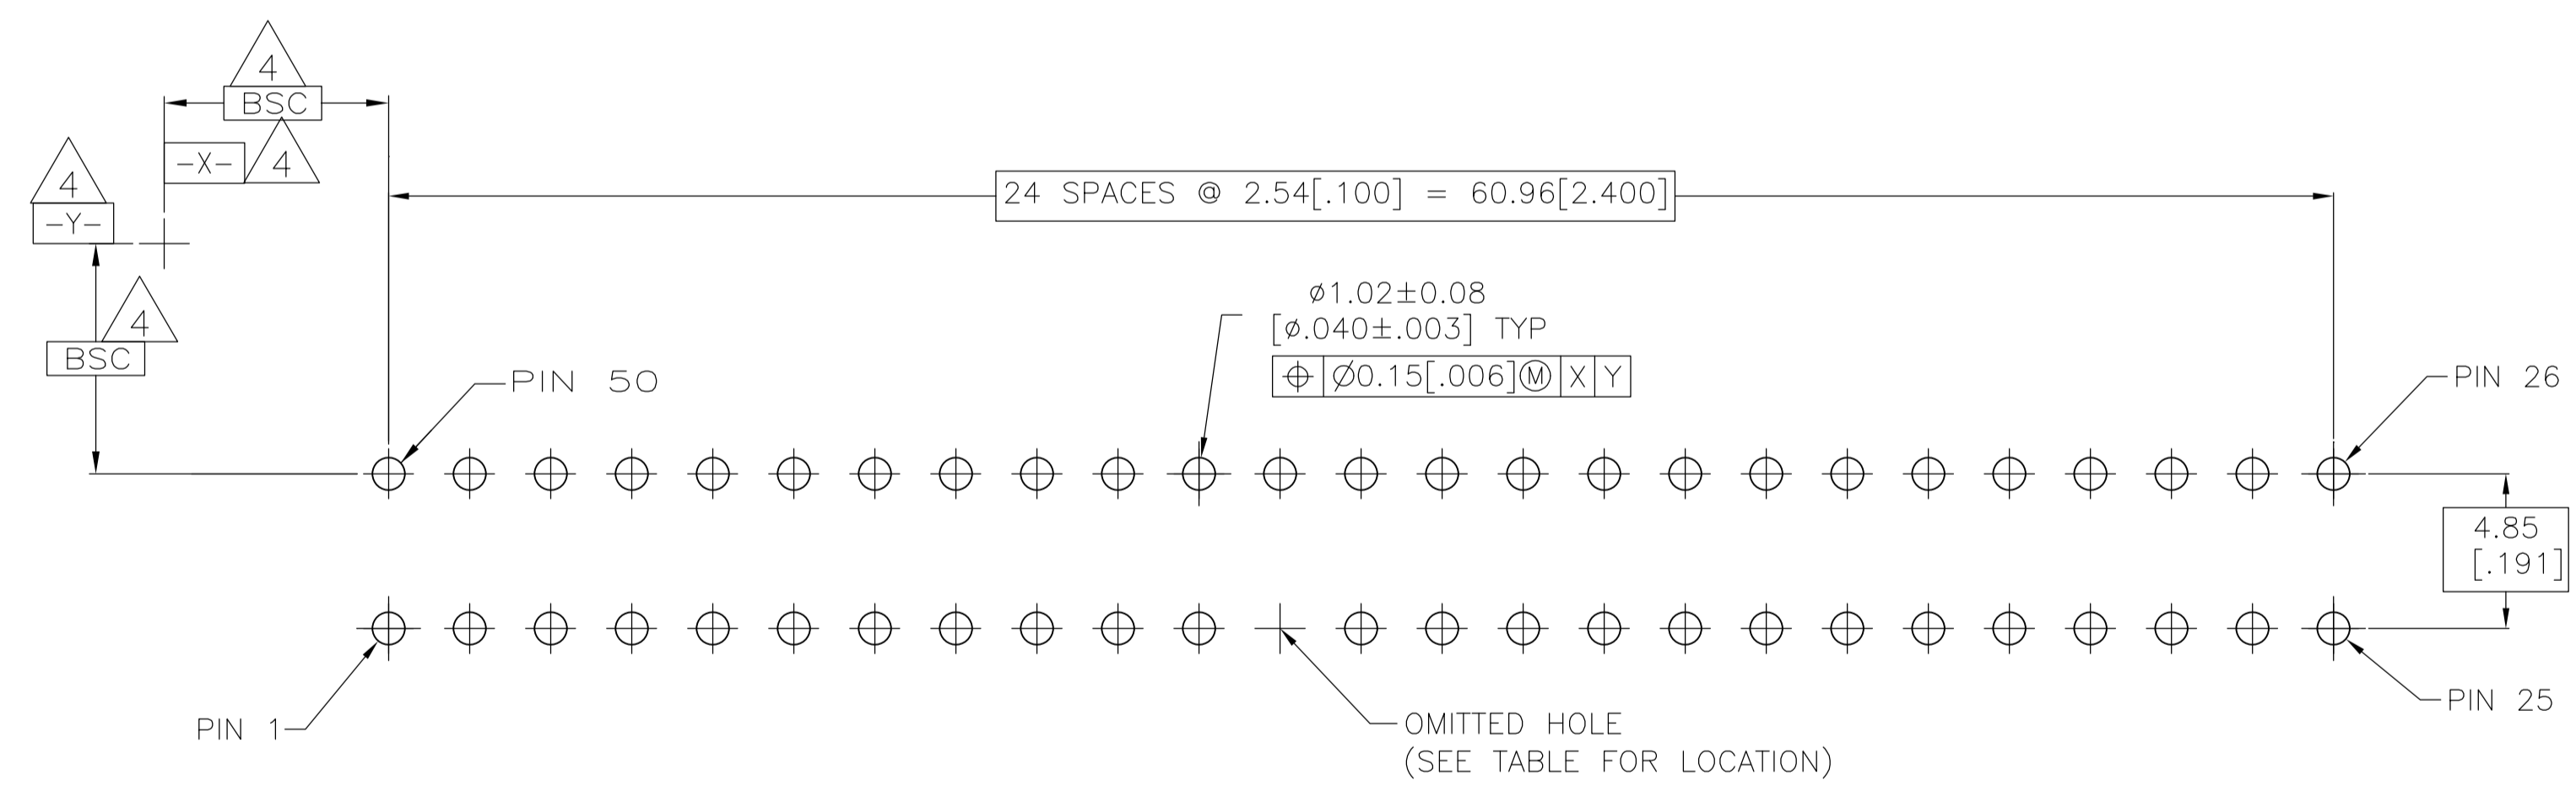 4
BSC
-X- 4
4
-Y-
24 SPACES @ 2.54[.100] = 60.96[2.400]
4
BSC
ø1.02±0.08
[ø.040±.003] TYP
⌖ Ø0.15[.006]Ⓜ X Y
PIN 50
PIN 26
4.85
[.191]
PIN 1
OMITTED HOLE
(SEE TABLE FOR LOCATION)
PIN 25